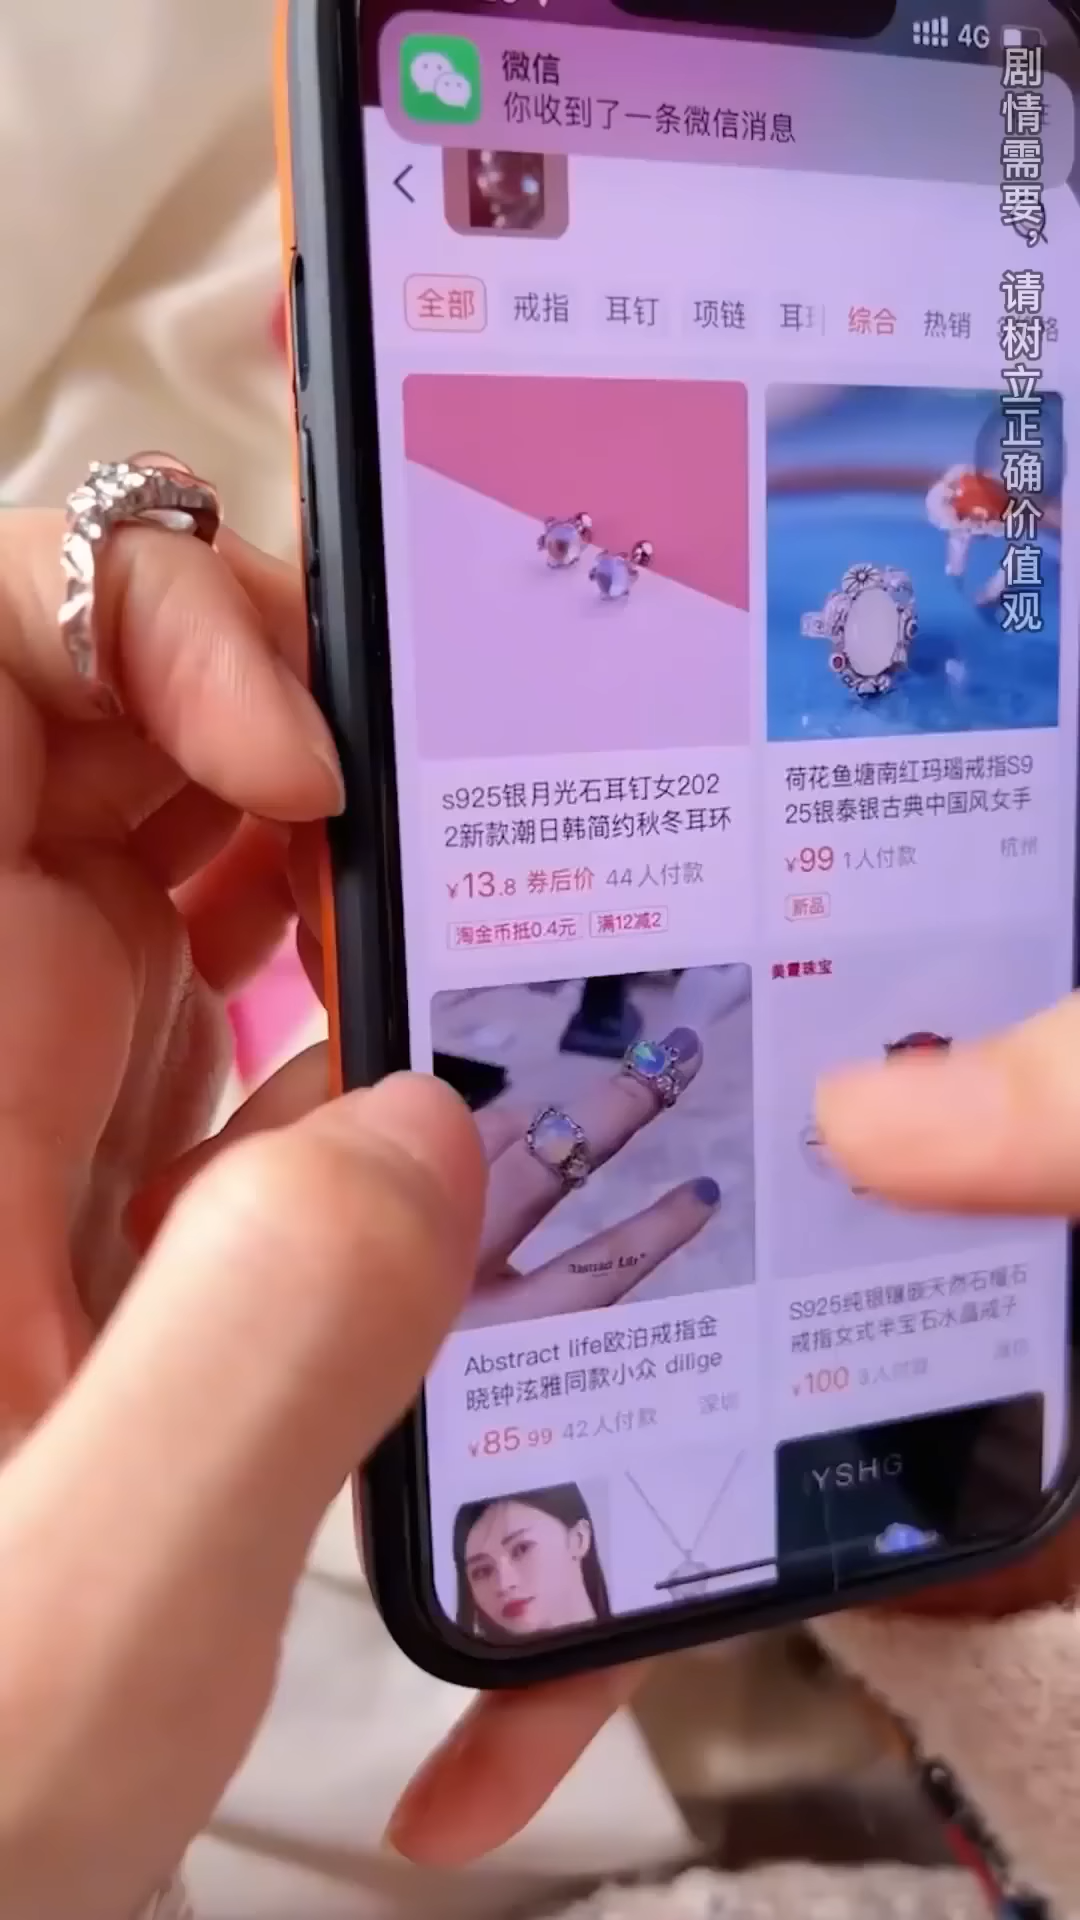 4G
微信
你收到了一条微信消息
全部 戒指 耳钉 项链 综合 热销
s925银月光石耳钉女202
2新款潮日韩简约秋冬耳环
¥13.8 券后价 44人付款
淘金币抵0.4元 满12减2
荷花鱼塘南红玛瑙戒指S9
25银泰银古典中国风女手
¥99 1人付款 杭州
新品
美霞珠宝
Abstract life欧泊戒指金
晓钟泫雅同款小众 dilige
¥85.99 42人付款 深圳
S925纯银镶嵌天然石榴石
戒指女式半宝石水晶戒子
¥100 3人付款
YSHG
剧情需要，请树立正确价值观